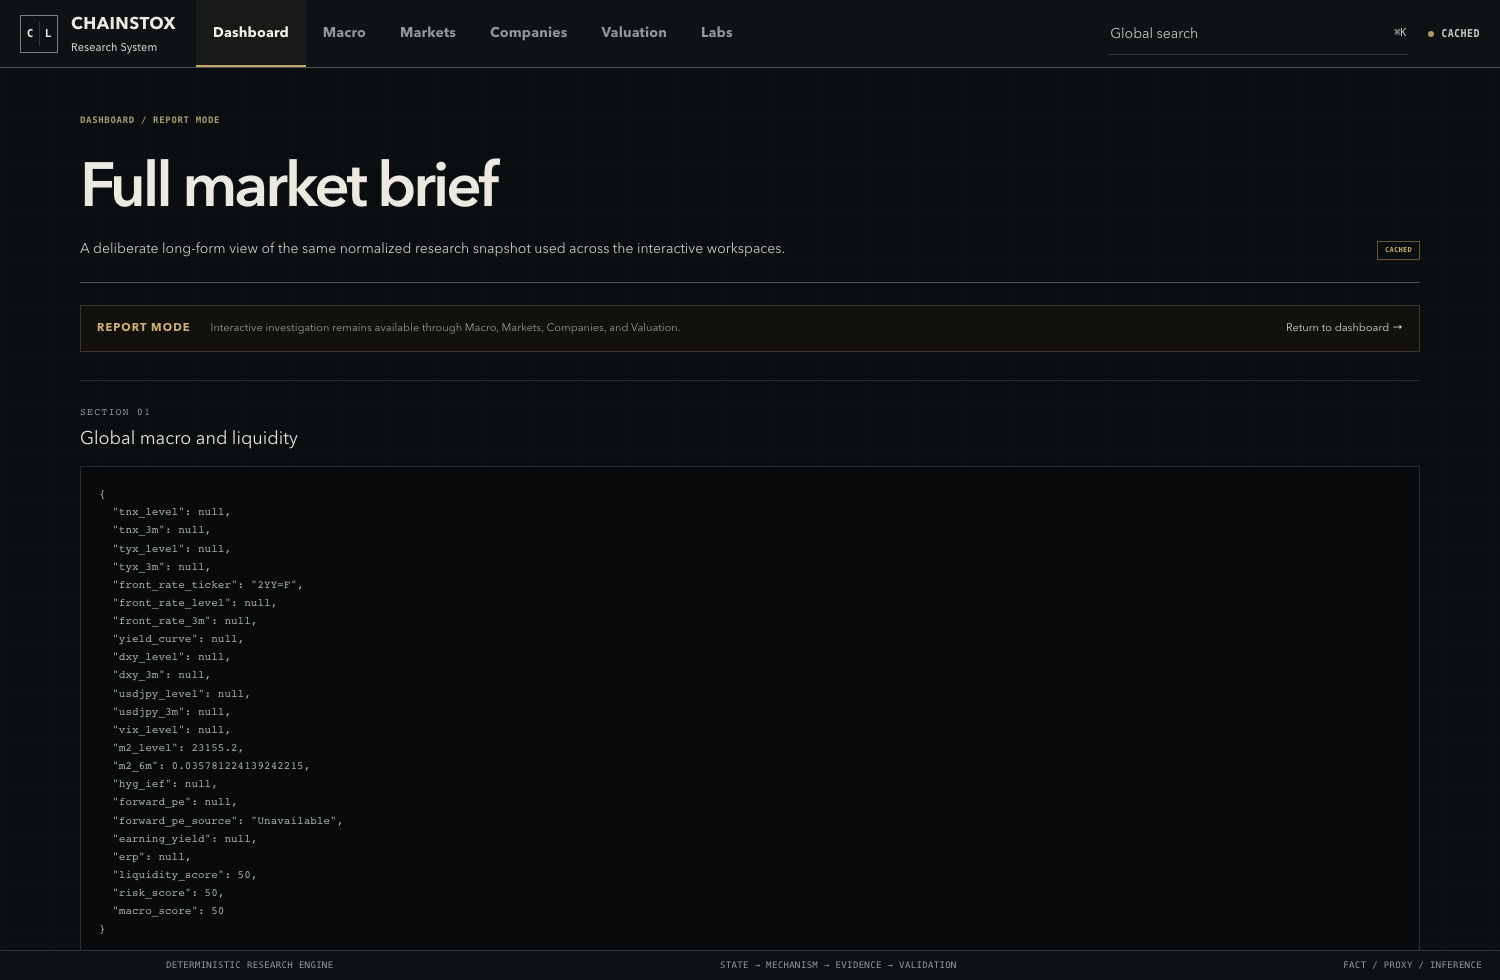 C L
CHAINSTOX
Research System
Dashboard
Macro
Markets
Companies
Valuation
Labs
Global search
⌘K
CACHED
DASHBOARD / REPORT MODE
Full market brief
A deliberate long-form view of the same normalized research snapshot used across the interactive workspaces.
CACHED
REPORT MODE
Interactive investigation remains available through Macro, Markets, Companies, and Valuation.
Return to dashboard →
SECTION 01
Global macro and liquidity
{
"tnx_level": null,
"tnx_3m": null,
"tyx_level": null,
"tyx_3m": null,
"front_rate_ticker": "2YY=F",
"front_rate_level": null,
"front_rate_3m": null,
"yield_curve": null,
"dxy_level": null,
"dxy_3m": null,
"usdjpy_level": null,
"usdjpy_3m": null,
"vix_level": null,
"m2_level": 23155.2,
"m2_6m": 0.035781224139242215,
"hyg_ief": null,
"forward_pe": null,
"forward_pe_source": "Unavailable",
"earning_yield": null,
"erp": null,
"liquidity_score": 50,
"risk_score": 50,
"macro_score": 50
}
DETERMINISTIC RESEARCH ENGINE
STATE → MECHANISM → EVIDENCE → VALIDATION
FACT / PROXY / INFERENCE